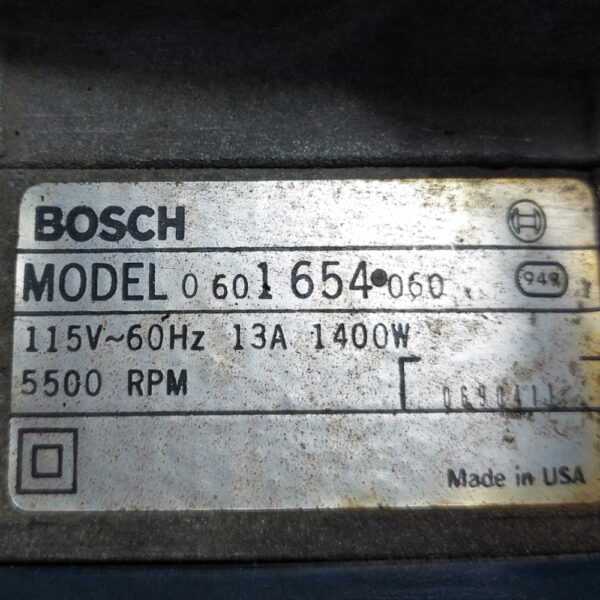 BOSCH
MODEL 0 601 654•060
949
115V~60Hz 13A 1400W
5500 RPM
Made in USA